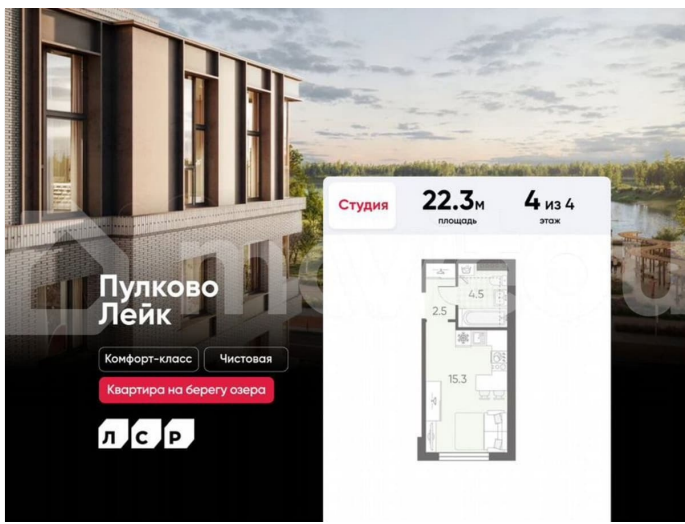 Студия
22.3м
площадь
4 из 4
этаж
Пулково
Лейк
Комфорт-класс
Чистовая
Квартира на берегу озера
ЛСР
4.5
2.5
15.3